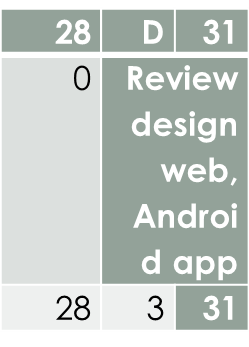 28 D 31
0 Review
design
web,
Androi
d app
28 3 31